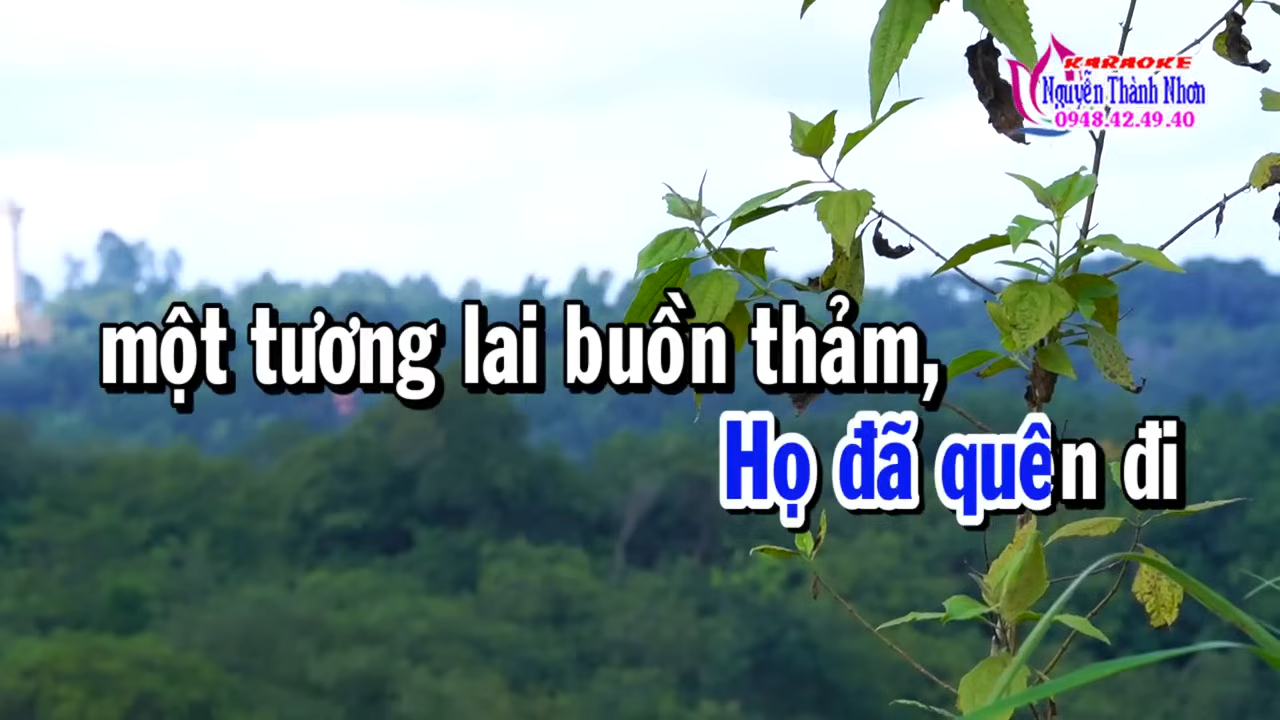 KARAOKE
Nguyễn Thành Nhơn
0948.42.49.40
một tương lai buồn thảm,
Họ đã quên đi